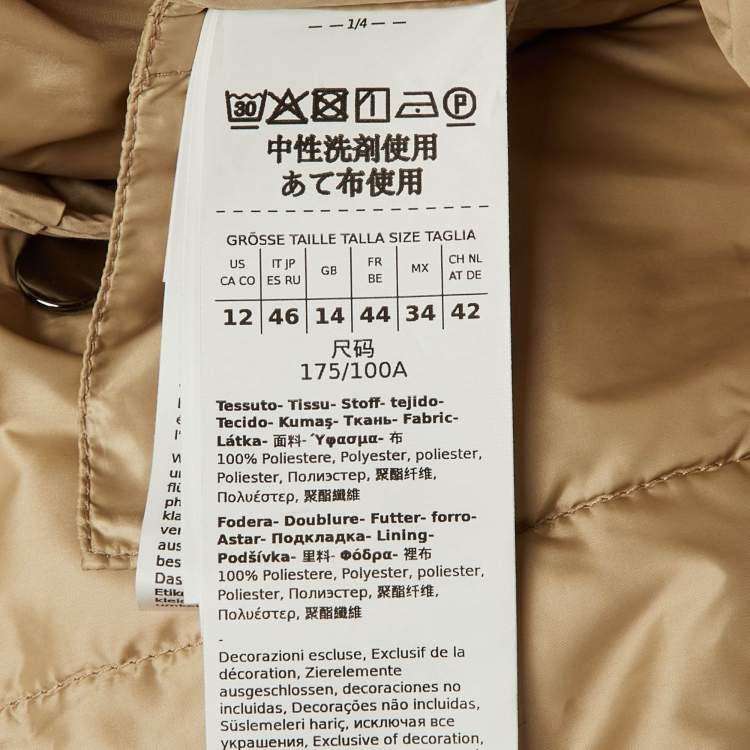 1/4
30 P
中性洗剤使用
あて布使用
GRÖSSE TAILLE TALLA SIZE TAGLIA
US CA CO | IT JP ES RU | GB | FR BE | MX | CH NL AT DE
12 | 46 | 14 | 44 | 34 | 42
尺码
175/100A
Tessuto- Tissu- Stoff- tejido-
Tecido- Kumaş- Ткань- Fabric-
Látka- 面料- Ύφασμα- 布
100% Poliestere, Polyester, poliester,
Poliester, Полиэстер, 聚酯纤维,
Πολυέστερ, 聚酯纖維
Fodera- Doublure- Futter- forro-
Astar- Подкладка- Lining-
Podšívka- 里料- Φόδρα- 裡布
100% Poliestere, Polyester, poliester,
Poliester, Полиэстер, 聚酯纤维,
Πολυέστερ, 聚酯纖維
-
Decorazioni escluse, Exclusif de la
décoration, Zierelemente
ausgeschlossen, decoraciones no
incluidas, Decorações não incluidas,
Süslemeleri hariç, исключая все
украшения, Exclusive of decoration,
Das
Etike